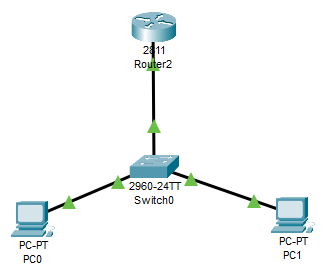 2811
Router2
2960-24TT
Switch0
PC-PT
PC0
PC-PT
PC1